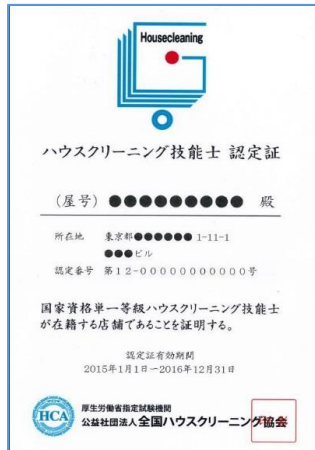 Housecleaning
ハウスクリーニング技能士 認定証
(屋号) ●●●●●●●●● 殿
所在地 東京都●●●●●● 1-11-1
●●●ビル
認定番号 第12-00000000000号
国家資格単一等級ハウスクリーニング技能士
が在籍する店舗であることを証明する。
認定証有効期間
2015年1月1日~2016年12月31日
HCA
厚生労働省指定試験機関
公益社団法人全国ハウスクリーニング協会